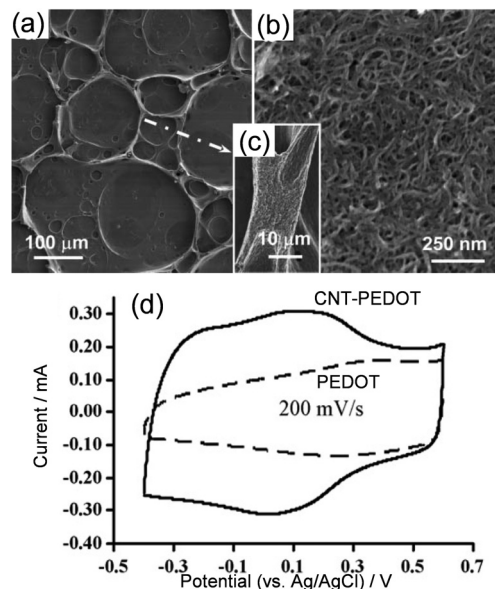 (a)
(b)
(c)
100 μm
10 μm
250 nm
(d)
CNT-PEDOT
PEDOT
200 mV/s
Current / mA
0.30
0.20
0.10
0.00
-0.10
-0.20
-0.30
-0.40
-0.5 -0.3 -0.1 0.1 0.3 0.5 0.7
Potential (vs. Ag/AgCl) / V